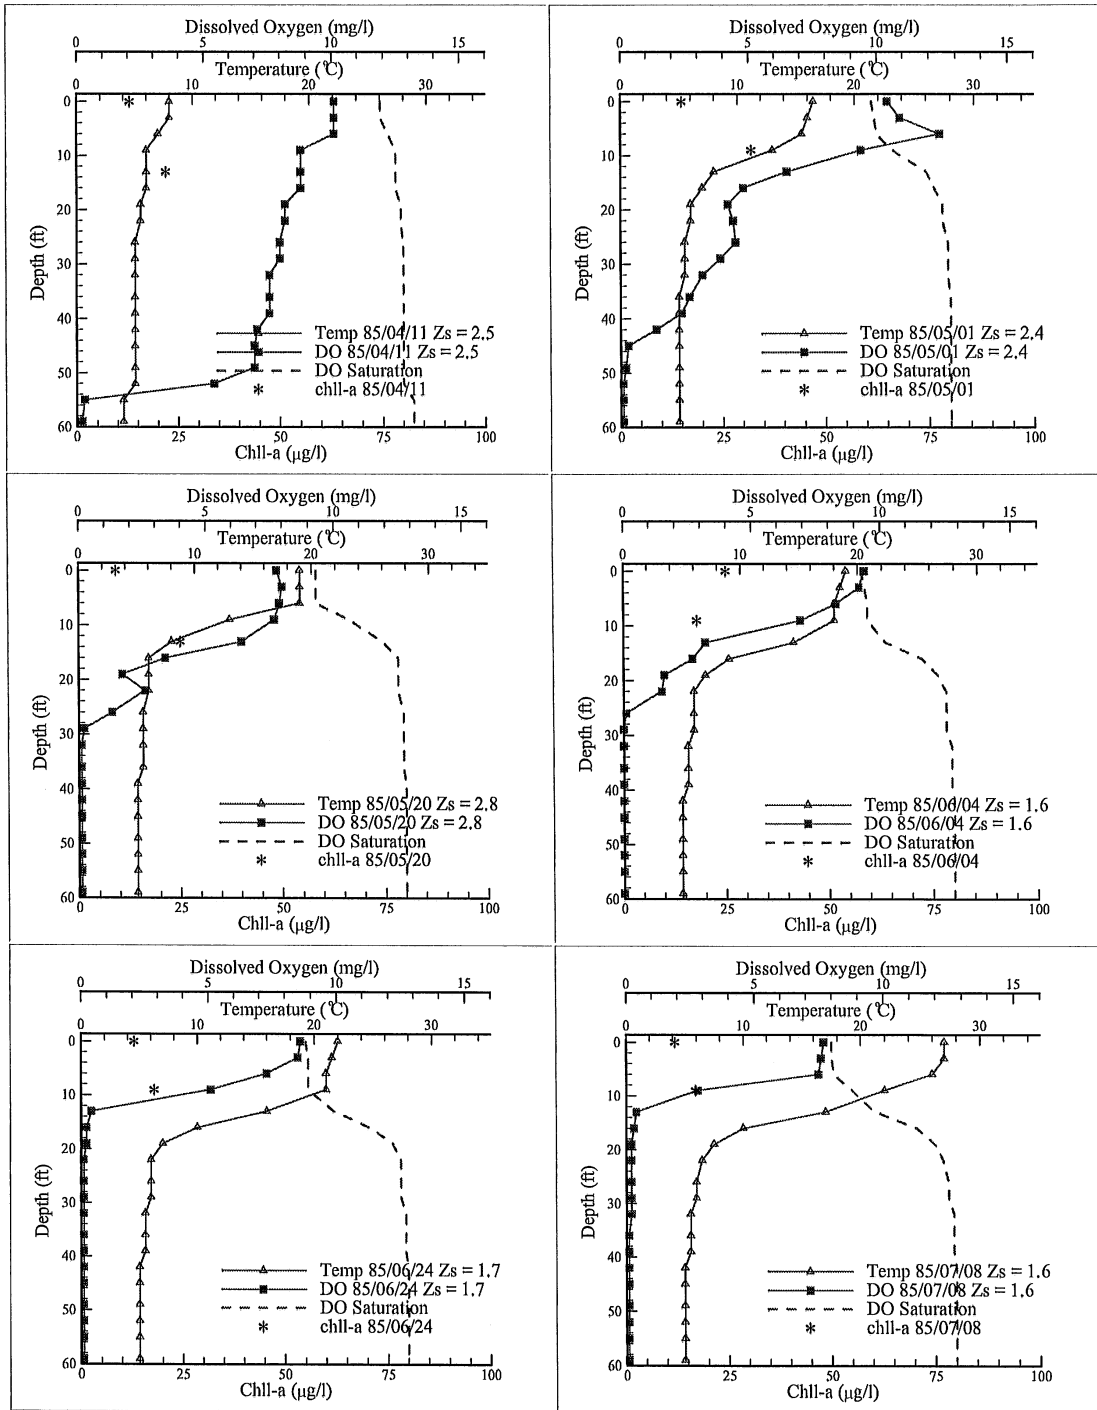 Dissolved Oxygen (mg/l)
0 5 10 15
Temperature (°C)
0 10 20 30
Depth (ft)
0
10
20
30
40
50
60
Temp 85/04/11 Zs = 2.5
DO 85/04/11 Zs = 2.5
DO Saturation
chll-a 85/04/11
0 25 50 75 100
Chll-a (µg/l)
Dissolved Oxygen (mg/l)
0 5 10 15
Temperature (°C)
0 10 20 30
Depth (ft)
0
10
20
30
40
50
60
Temp 85/05/01 Zs = 2.4
DO 85/05/01 Zs = 2.4
DO Saturation
chll-a 85/05/01
0 25 50 75 100
Chll-a (µg/l)
Dissolved Oxygen (mg/l)
0 5 10 15
Temperature (°C)
0 10 20 30
Depth (ft)
0
10
20
30
40
50
60
Temp 85/05/20 Zs = 2.8
DO 85/05/20 Zs = 2.8
DO Saturation
chll-a 85/05/20
0 25 50 75 100
Chll-a (µg/l)
Dissolved Oxygen (mg/l)
0 5 10 15
Temperature (°C)
0 10 20 30
Depth (ft)
0
10
20
30
40
50
60
Temp 85/06/04 Zs = 1.6
DO 85/06/04 Zs = 1.6
DO Saturation
chll-a 85/06/04
0 25 50 75 100
Chll-a (µg/l)
Dissolved Oxygen (mg/l)
0 5 10 15
Temperature (°C)
0 10 20 30
Depth (ft)
0
10
20
30
40
50
60
Temp 85/06/24 Zs = 1.7
DO 85/06/24 Zs = 1.7
DO Saturation
chll-a 85/06/24
0 25 50 75 100
Chll-a (µg/l)
Dissolved Oxygen (mg/l)
0 5 10 15
Temperature (°C)
0 10 20 30
Depth (ft)
0
10
20
30
40
50
60
Temp 85/07/08 Zs = 1.6
DO 85/07/08 Zs = 1.6
DO Saturation
chll-a 85/07/08
0 25 50 75 100
Chll-a (µg/l)